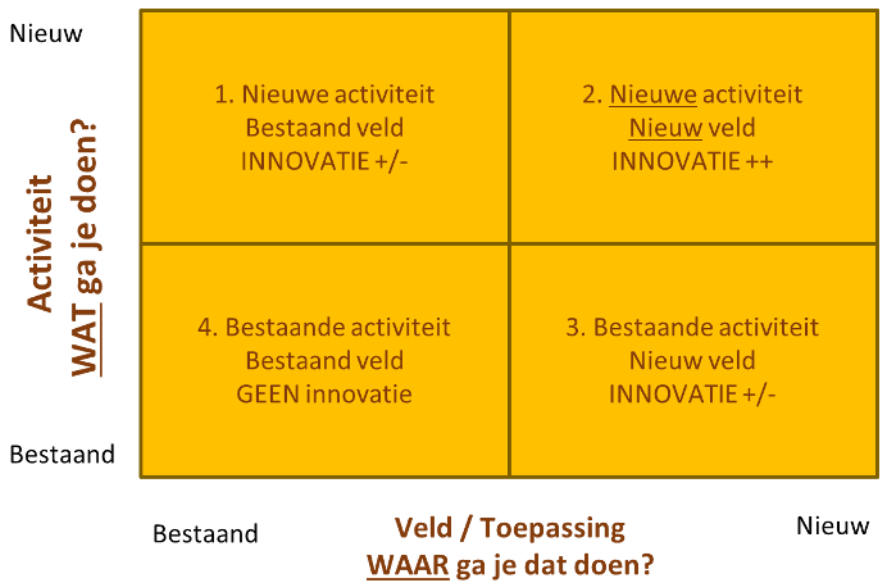 Nieuw
1. Nieuwe activiteit
Bestaand veld
INNOVATIE +/-
2. Nieuwe activiteit
Nieuw veld
INNOVATIE ++
Activiteit
WAT ga je doen?
4. Bestaande activiteit
Bestaand veld
GEEN innovatie
3. Bestaande activiteit
Nieuw veld
INNOVATIE +/-
Bestaand
Bestaand
Veld / Toepassing
WAAR ga je dat doen?
Nieuw